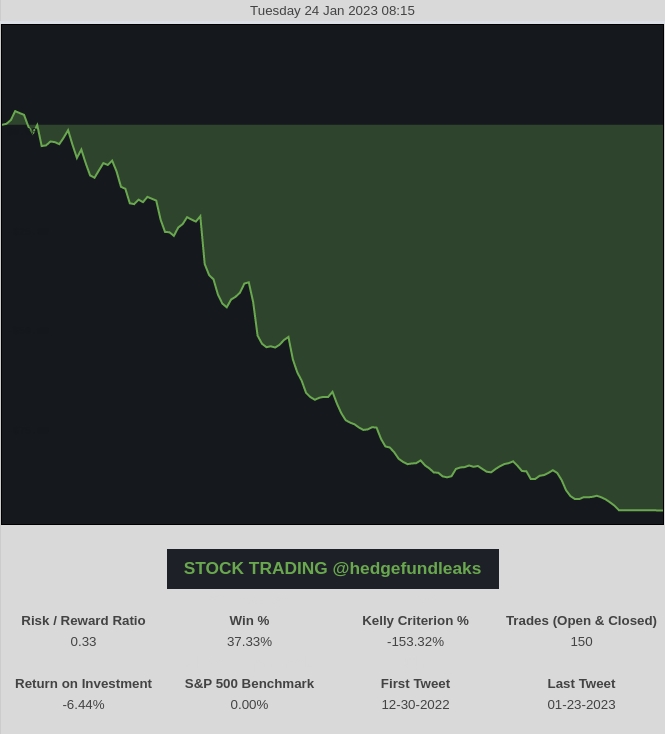 Tuesday 24 Jan 2023 08:15
STOCK TRADING @hedgefundleaks
Risk / Reward Ratio Win % Kelly Criterion % Trades (Open & Closed)
0.33 37.33% -153.32% 150
Return on Investment S&P 500 Benchmark First Tweet Last Tweet
-6.44% 0.00% 12-30-2022 01-23-2023